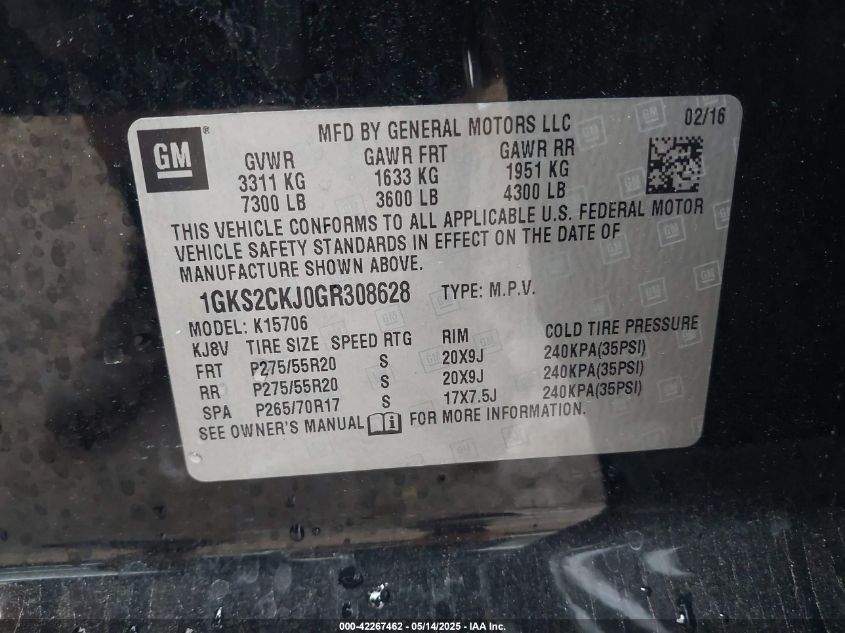 GM
®
MFD BY GENERAL MOTORS LLC 02/16
GVWR GAWR FRT GAWR RR
3311 KG 1633 KG 1951 KG
7300 LB 3600 LB 4300 LB
THIS VEHICLE CONFORMS TO ALL APPLICABLE U.S. FEDERAL MOTOR
VEHICLE SAFETY STANDARDS IN EFFECT ON THE DATE OF
MANUFACTURE SHOWN ABOVE.
1GKS2CKJ0GR308628 TYPE: M.P.V.
MODEL: K15706
KJ8V TIRE SIZE SPEED RTG RIM COLD TIRE PRESSURE
FRT P275/55R20 S 20X9J 240KPA(35PSI)
RR P275/55R20 S 20X9J 240KPA(35PSI)
SPA P265/70R17 S 17X7.5J 240KPA(35PSI)
SEE OWNER'S MANUAL FOR MORE INFORMATION.
000-42267462 - 05/14/2025 - IAA Inc.